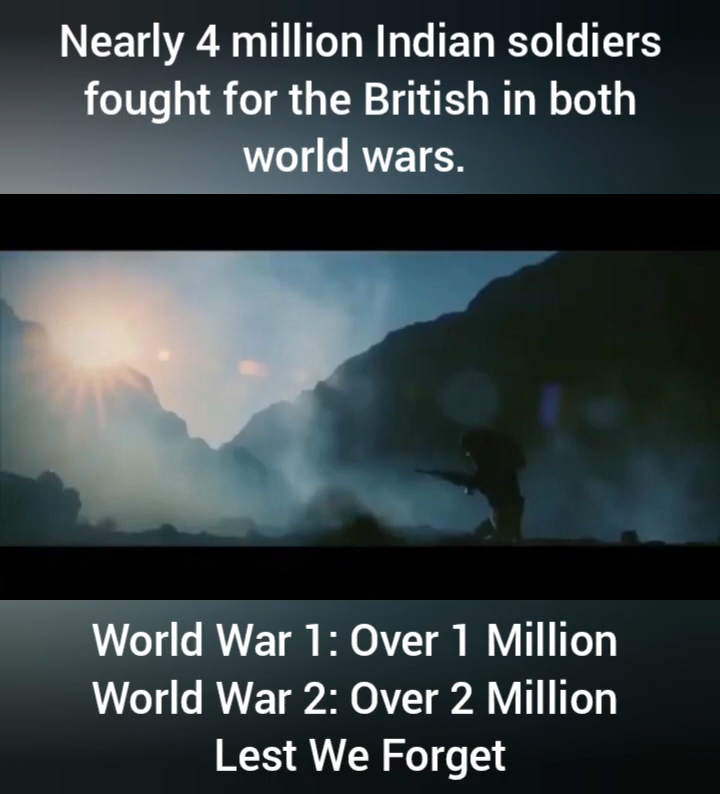 Nearly 4 million Indian soldiers
fought for the British in both
world wars.
World War 1: Over 1 Million
World War 2: Over 2 Million
Lest We Forget